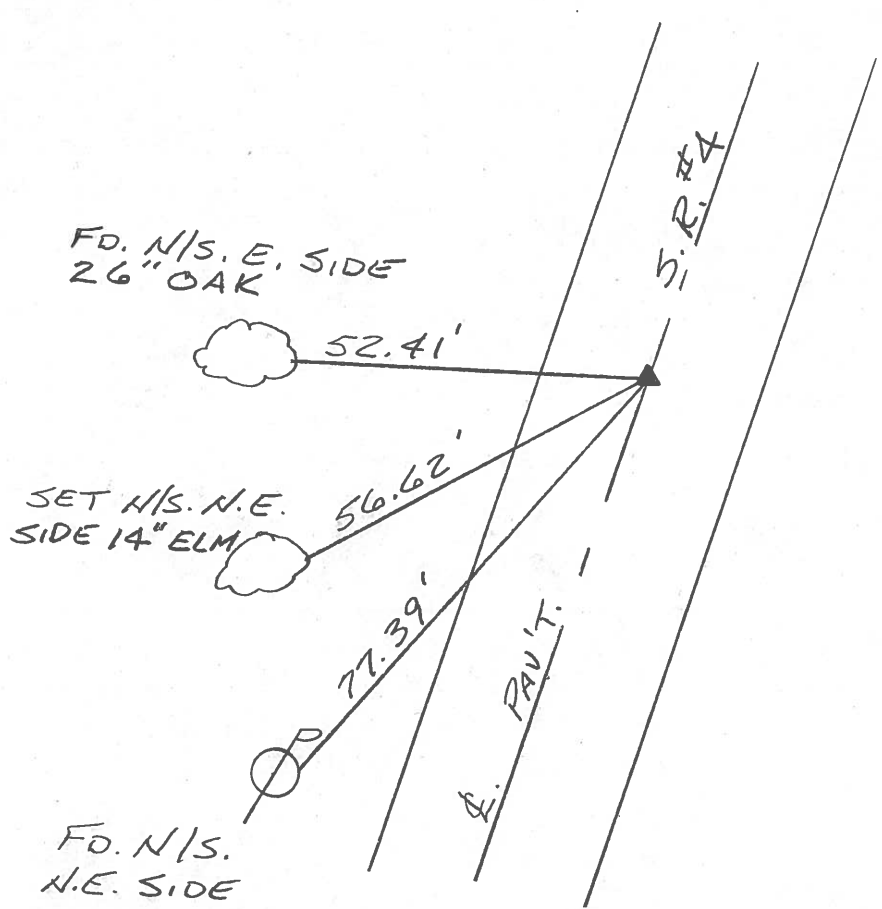 S.R. #4
FD. N/S. E. SIDE
26" OAK
52.41'
SET N/S. N.E.
SIDE 14" ELM
56.62'
77.39'
℄. PAV'T.
P
FD. N/S.
N.E. SIDE